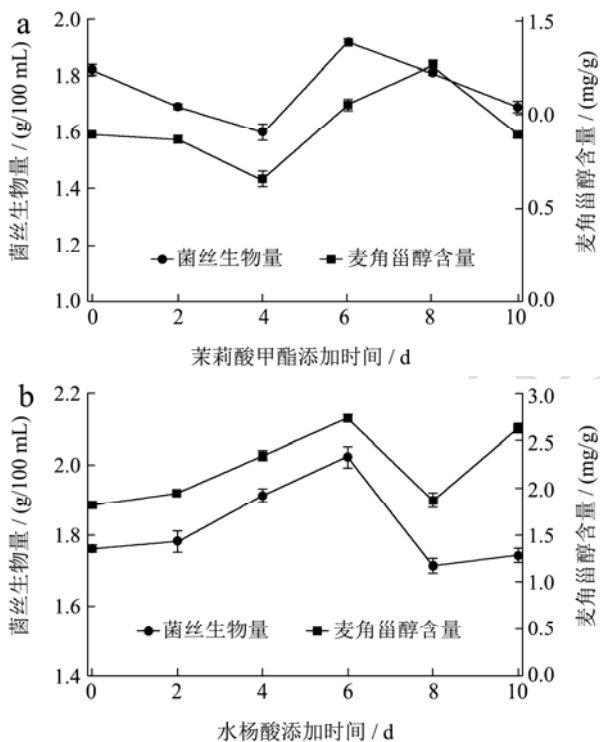 a
菌丝生物量 / (g/100 mL)
2.0
1.8
1.6
1.4
1.2
1.0
1.5
0.0
0.5
0.0
麦角甾醇含量 / (mg/g)
菌丝生物量
麦角甾醇含量
0 2 4 6 8 10
茉莉酸甲酯添加时间 / d
b
菌丝生物量 / (g/100 mL)
2.2
2.0
1.8
1.6
1.4
3.0
2.5
2.0
1.5
1.0
0.5
0.0
麦角甾醇含量 / (mg/g)
菌丝生物量
麦角甾醇含量
0 2 4 6 8 10
水杨酸添加时间 / d